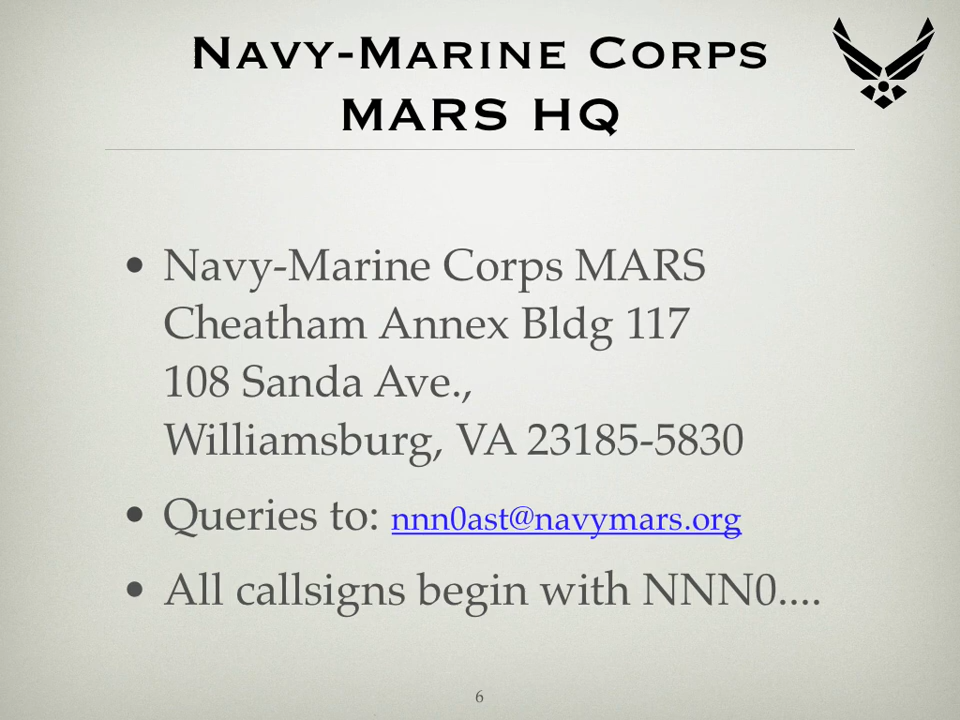 Navy-Marine Corps
MARS HQ
• Navy-Marine Corps MARS
Cheatham Annex Bldg 117
108 Sanda Ave.,
Williamsburg, VA 23185-5830
• Queries to: nnn0ast@navymars.org
• All callsigns begin with NNN0....
6